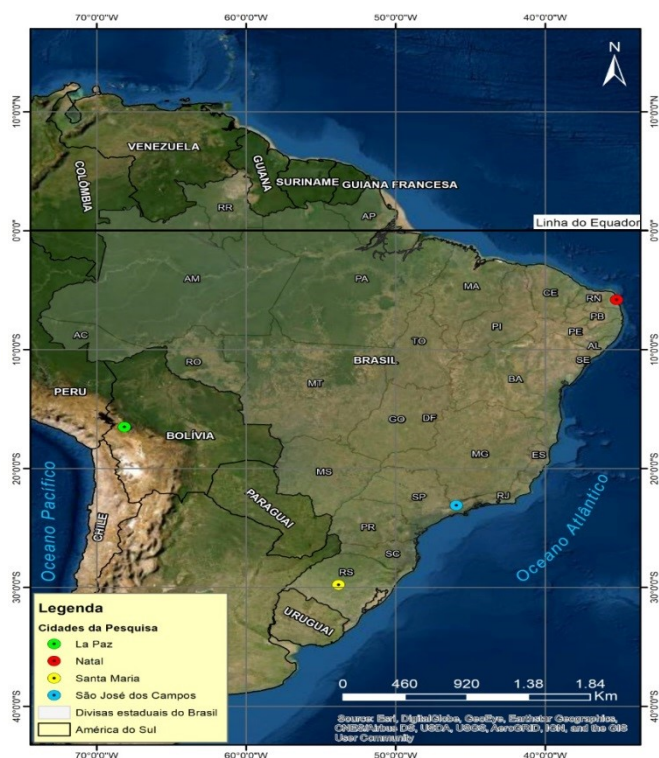 70°0'0"O 60°0'0"O 50°0'0"O 40°0'0"O
N
10°0'0"N
VENEZUELA
COLÔMBIA
GUIANA
SURINAME
GUIANA FRANCESA
RR
AP
Linha do Equador
0°0'0"
0°0'0"
AM
PA
MA
CE
RN
PB
PI
PE
AL
AC
TO
SE
10°0'0"S
10°0'0"S
RO
BRASIL
BA
MT
PERU
GO
DF
BOLÍVIA
MG
ES
20°0'0"S
20°0'0"S
MS
SP
RJ
PARAGUAI
CHILE
PR
SC
Oceano Pacífico
Oceano Atlântico
RS
30°0'0"S
30°0'0"S
URUGUAI
Legenda
Cidades da Pesquisa
La Paz
Natal
Santa Maria
São José dos Campos
Divisas estaduais do Brasil
América do Sul
0 460 920 1.38 1.84
Km
Source: Esri, DigitalGlobe, GeoEye, Earthstar Geographics,
CNES/Airbus DS, USDA, USGS, AeroGRID, IGN, and the GIS
User Community
40°0'0"S
40°0'0"S
70°0'0"O 60°0'0"O 50°0'0"O 40°0'0"O